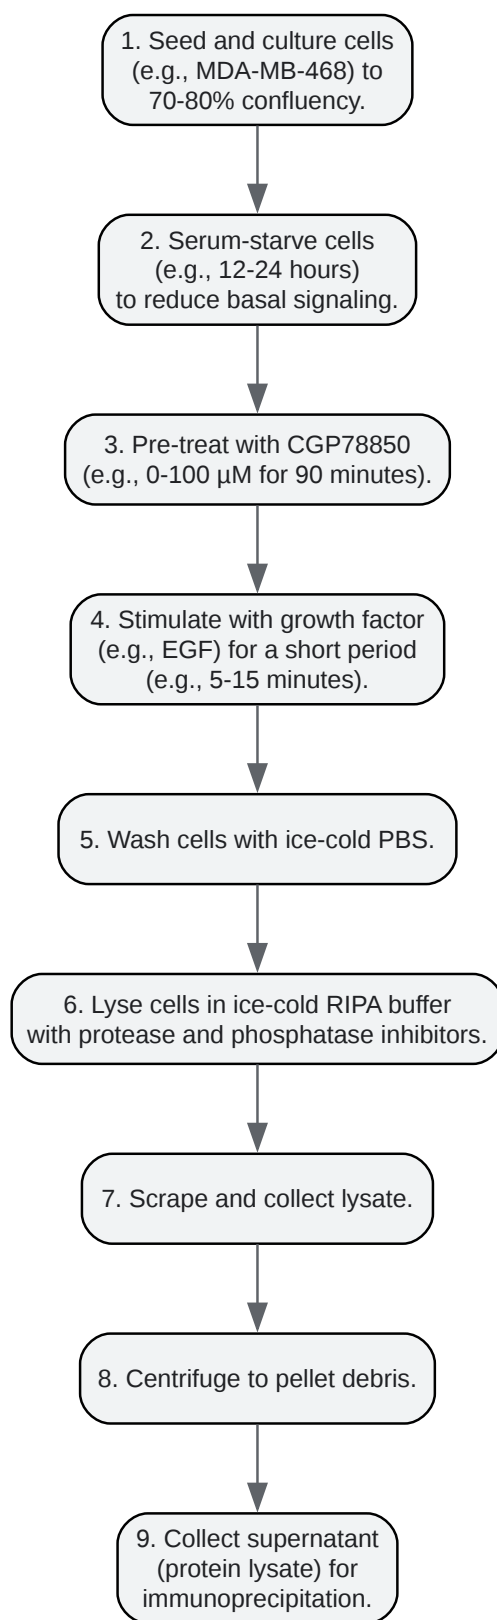 1. Seed and culture cells
(e.g., MDA-MB-468) to
70-80% confluency.
2. Serum-starve cells
(e.g., 12-24 hours)
to reduce basal signaling.
3. Pre-treat with CGP78850
(e.g., 0-100 µM for 90 minutes).
4. Stimulate with growth factor
(e.g., EGF) for a short period
(e.g., 5-15 minutes).
5. Wash cells with ice-cold PBS.
6. Lyse cells in ice-cold RIPA buffer
with protease and phosphatase inhibitors.
7. Scrape and collect lysate.
8. Centrifuge to pellet debris.
9. Collect supernatant
(protein lysate) for
immunoprecipitation.